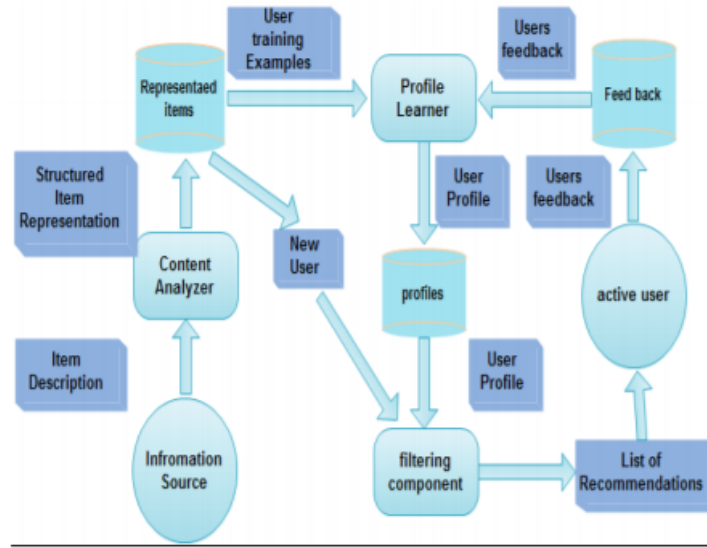 User
training
Examples
Users
feedback
Representaed
items
Profile
Learner
Feed back
Structured
Item
Representation
User
Profile
Users
feedback
New
User
Content
Analyzer
profiles
active user
Item
Description
User
Profile
Infromation
Source
filtering
component
List of
Recommendations